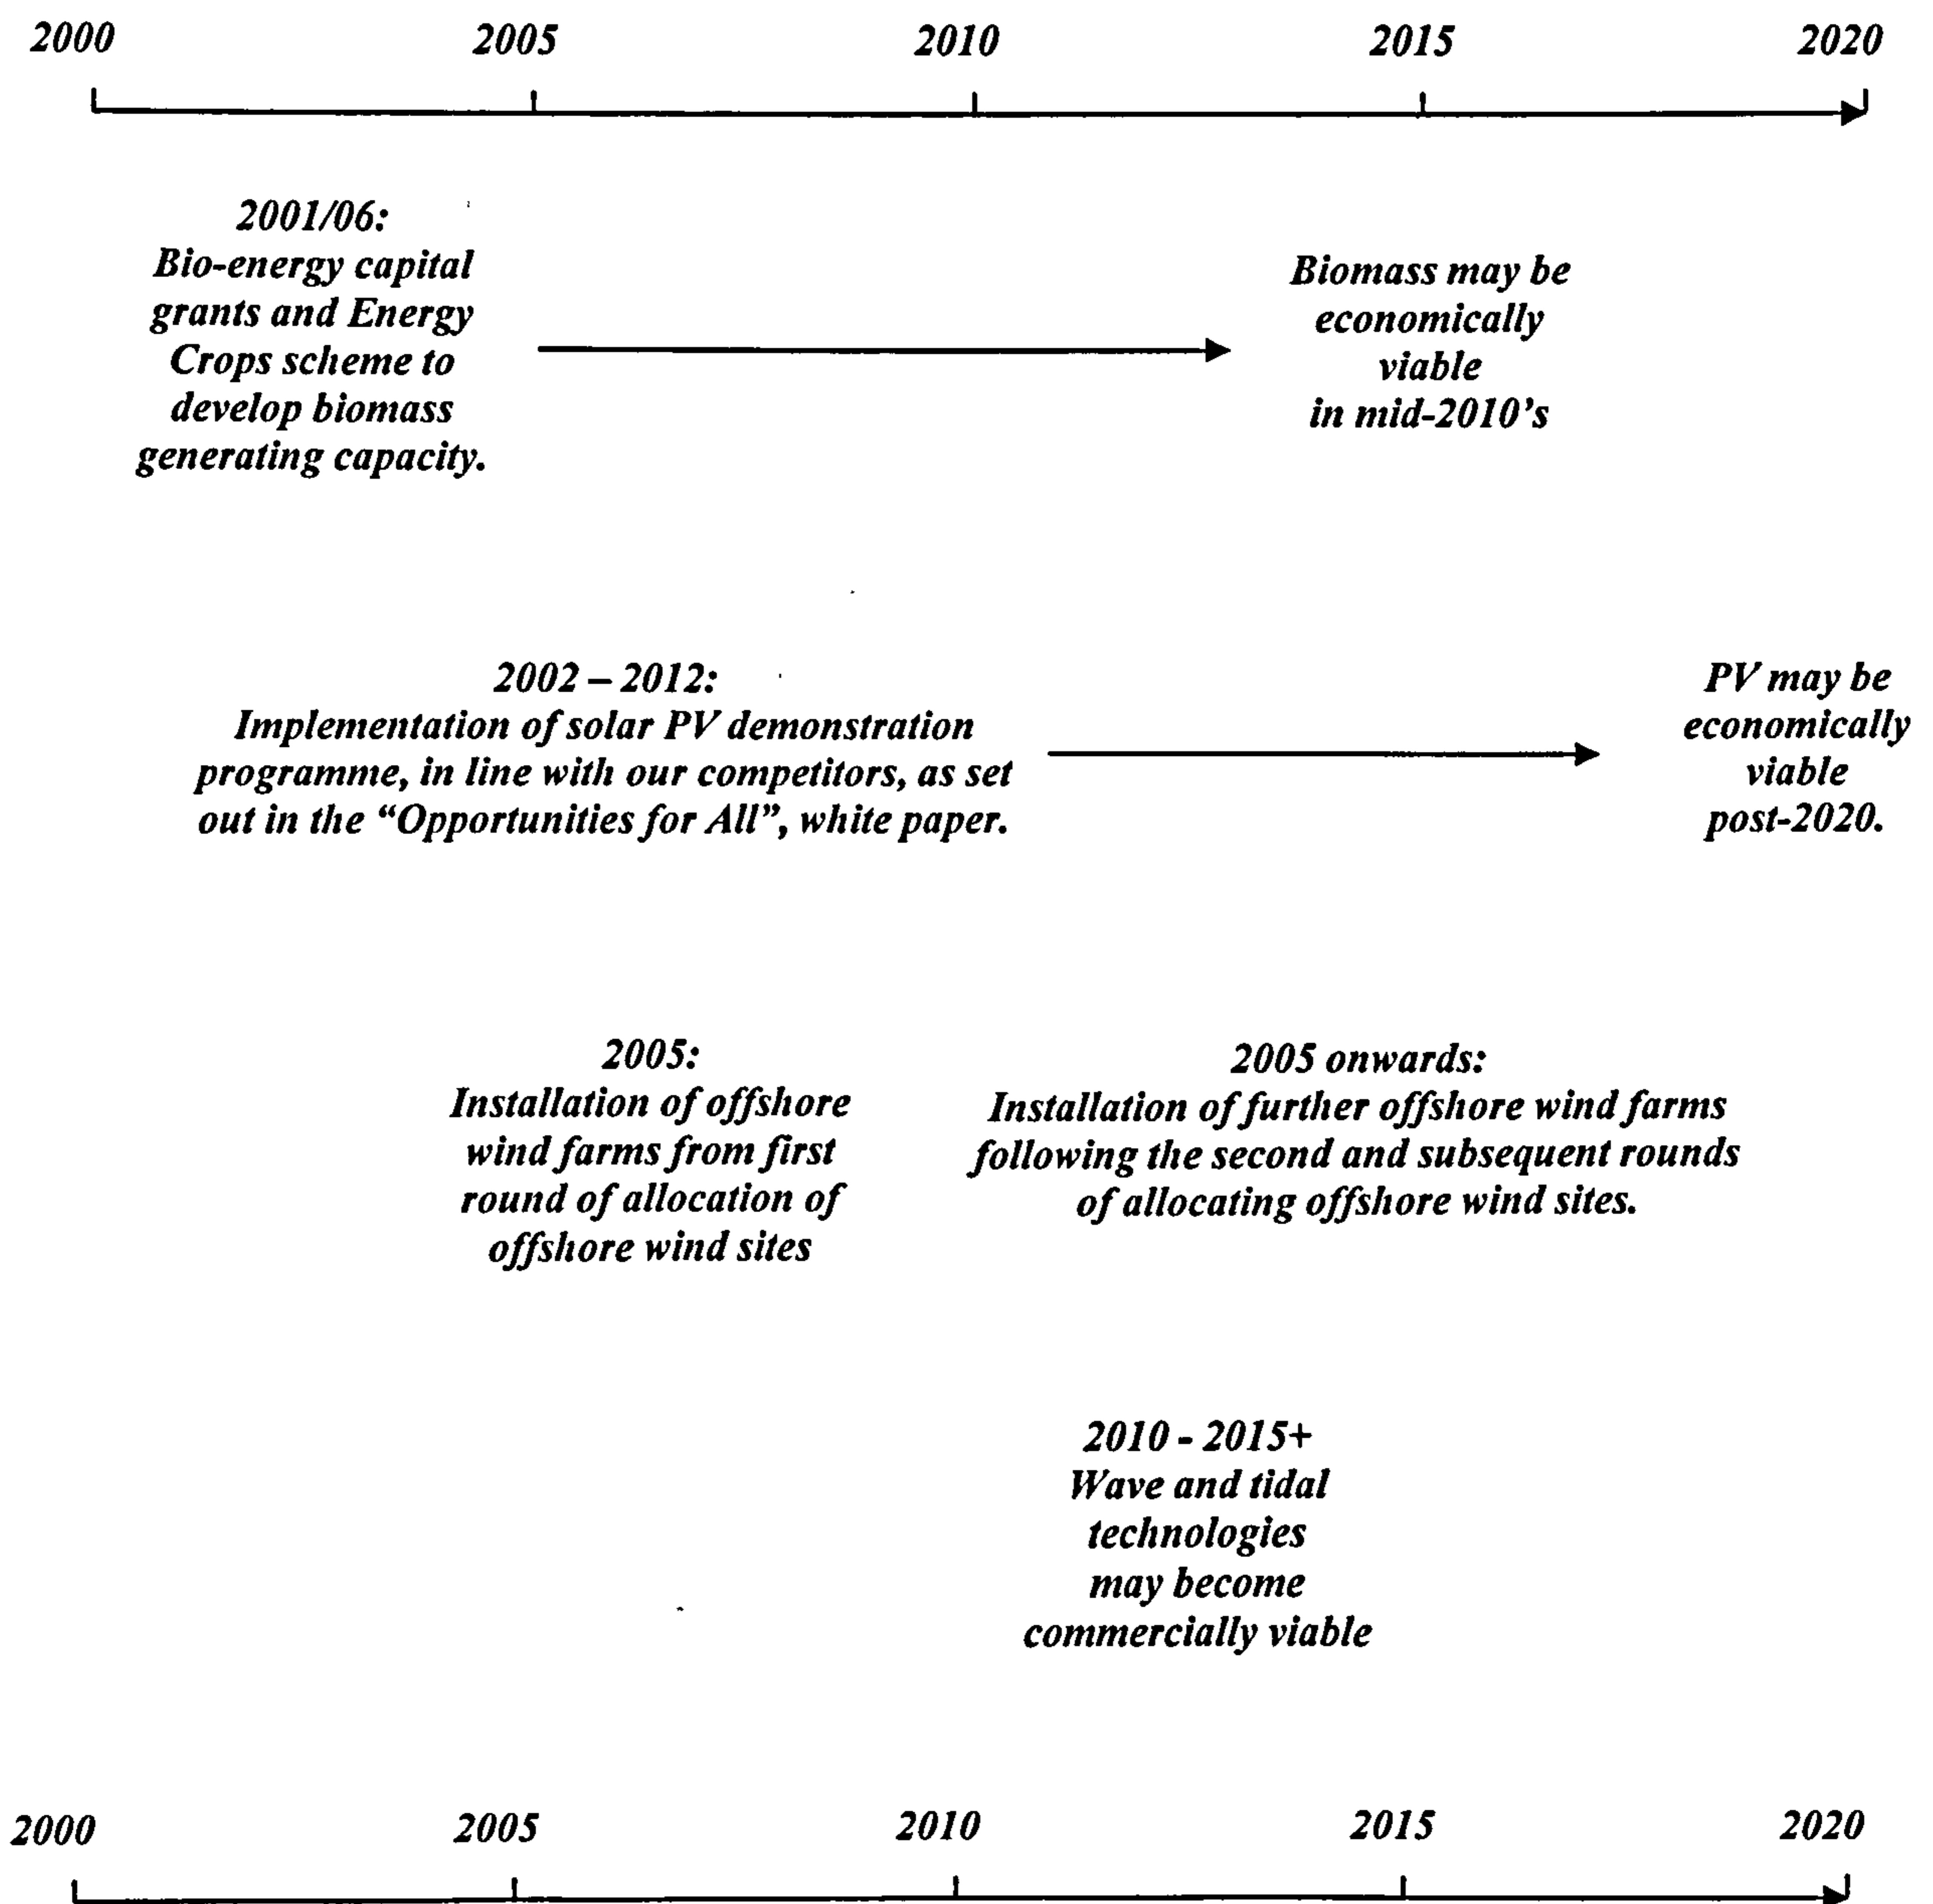 2000 2005 2010 2015 2020
2001/06:
Bio-energy capital
grants and Energy
Crops scheme to
develop biomass
generating capacity.
Biomass may be
economically
viable
in mid-2010's
2002 – 2012:
Implementation of solar PV demonstration
programme, in line with our competitors, as set
out in the “Opportunities for All”, white paper.
PV may be
economically
viable
post-2020.
2005:
Installation of offshore
wind farms from first
round of allocation of
offshore wind sites
2005 onwards:
Installation of further offshore wind farms
following the second and subsequent rounds
of allocating offshore wind sites.
2010 - 2015+
Wave and tidal
technologies
may become
commercially viable
2000 2005 2010 2015 2020